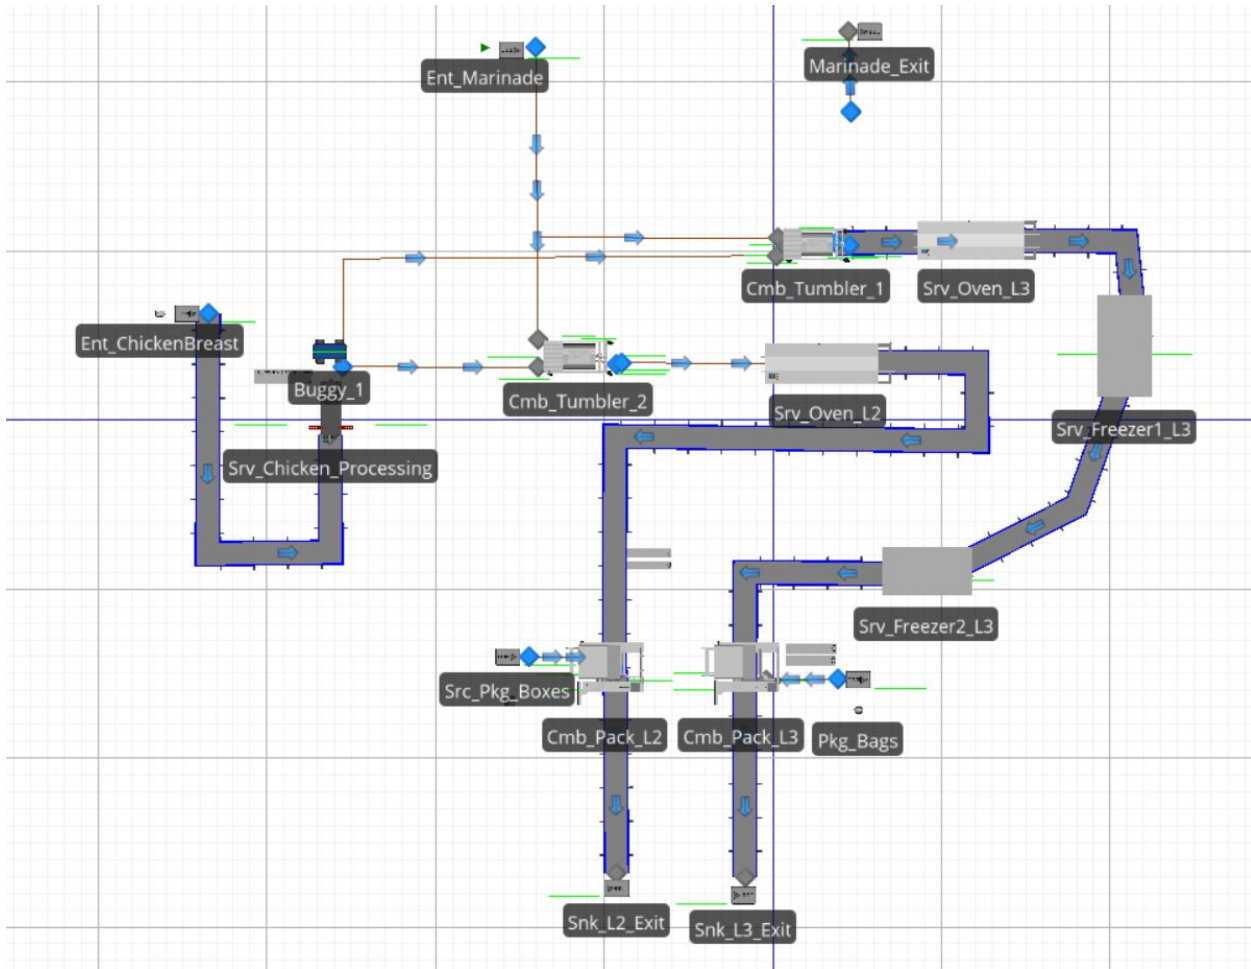 Ent_Marinade
Marinade_Exit
Cmb_Tumbler_1
Srv_Oven_L3
Ent_ChickenBreast
Buggy_1
Cmb_Tumbler_2
Srv_Oven_L2
Srv_Freezer1_L3
Srv_Chicken_Processing
Srv_Freezer2_L3
Src_Pkg_Boxes
Cmb_Pack_L2
Cmb_Pack_L3
Pkg_Bags
Snk_L2_Exit
Snk_L3_Exit